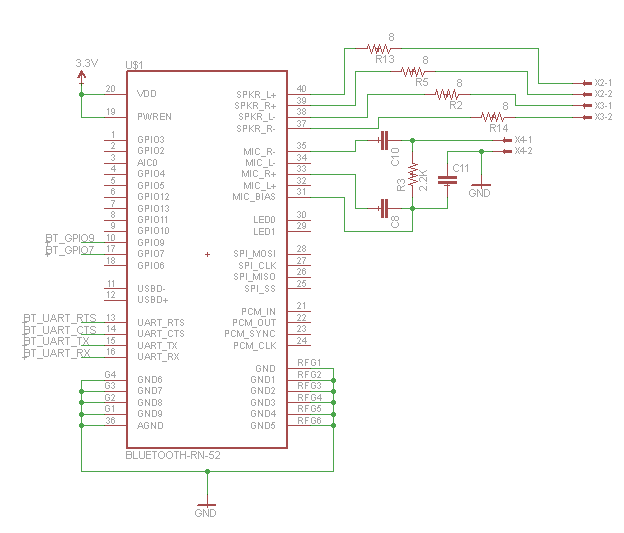 3.3V
U$1
20 VDD
19 PWREN
1 GPIO3
2 GPIO2
3 AIC0
4 GPIO4
5 GPIO5
6 GPIO12
7 GPIO13
8 GPIO11
9 GPIO10
BT_GPIO9 10 GPIO9
BT_GPIO7 17 GPIO7
18 GPIO6
11 USBD-
12 USBD+
BT_UART_RTS 13 UART_RTS
BT_UART_CTS 14 UART_CTS
BT_UART_TX 15 UART_TX
BT_UART_RX 16 UART_RX
G4 GND6
G3 GND7
G2 GND8
G1 GND9
36 AGND
SPKR_L+ 40
SPKR_R+ 39
SPKR_L- 38
SPKR_R- 37
MIC_R- 35
MIC_L- 34
MIC_R+ 33
MIC_L+ 32
MIC_BIAS 31
LED0 30
LED1 29
SPI_MOSI 28
SPI_CLK 27
SPI_MISO 26
SPI_SS 25
PCM_IN 21
PCM_OUT 22
PCM_SYNC 23
PCM_CLK 24
GND RFG1
GND1 RFG2
GND2 RFG3
GND3 RFG4
GND4 RFG5
GND5 RFG6
BLUETOOTH-RN-52
GND
8
R13
8
R5
8
R2
8
R14
X2-1
X2-2
X3-1
X3-2
X4-1
X4-2
C10
R3
2.2K
C11
C8
GND